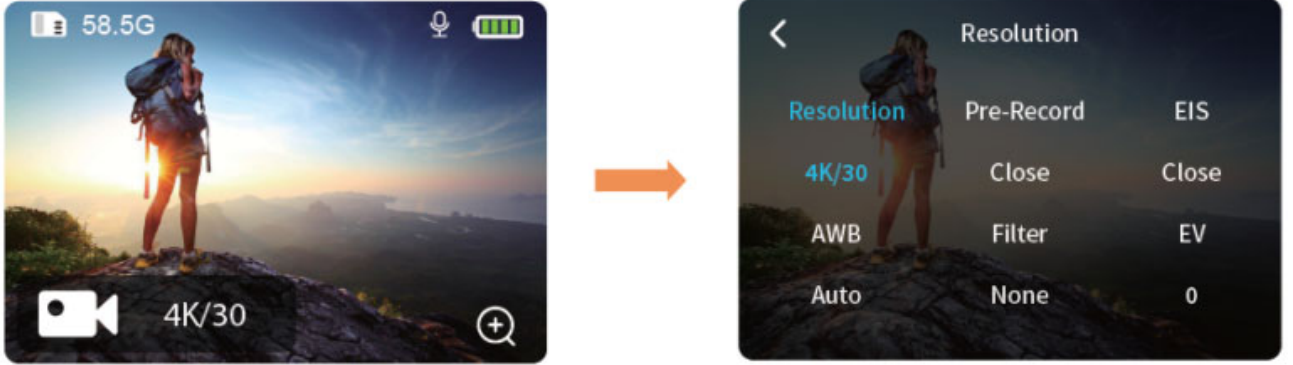 58.5G
4K/30
Resolution
Resolution Pre-Record EIS
4K/30 Close Close
AWB Filter EV
Auto None 0